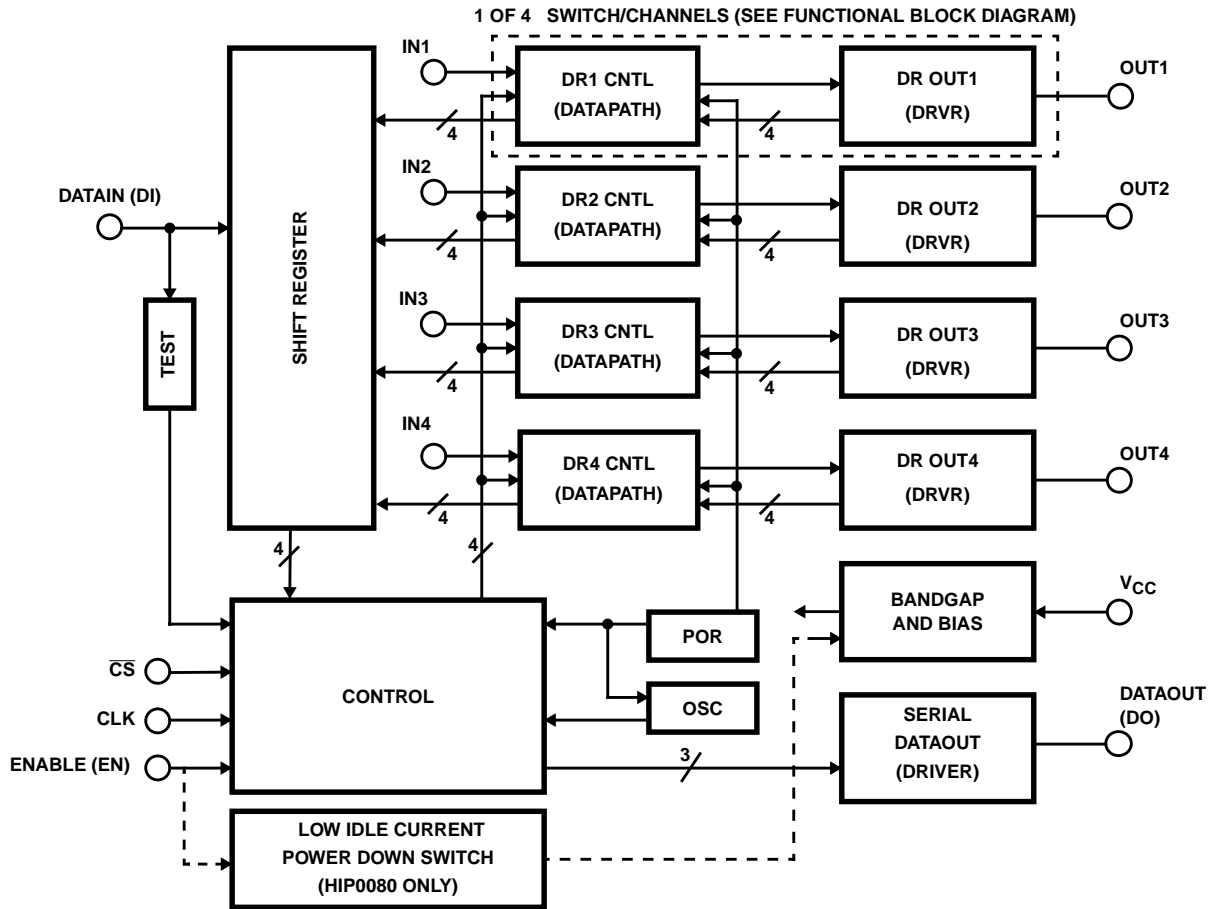 1 OF 4 SWITCH/CHANNELS (SEE FUNCTIONAL BLOCK DIAGRAM)
IN1
DR1 CNTL
(DATAPATH)
DR OUT1
(DRVR)
OUT1
4
4
IN2
DR2 CNTL
(DATAPATH)
DR OUT2
(DRVR)
OUT2
4
4
DATAIN (DI)
SHIFT REGISTER
TEST
IN3
DR3 CNTL
(DATAPATH)
DR OUT3
(DRVR)
OUT3
4
4
IN4
DR4 CNTL
(DATAPATH)
DR OUT4
(DRVR)
OUT4
4
4
4
4
BANDGAP
AND BIAS
VCC
POR
CS
CONTROL
OSC
CLK
SERIAL
DATAOUT
(DRIVER)
DATAOUT
(DO)
ENABLE (EN)
3
LOW IDLE CURRENT
POWER DOWN SWITCH
(HIP0080 ONLY)